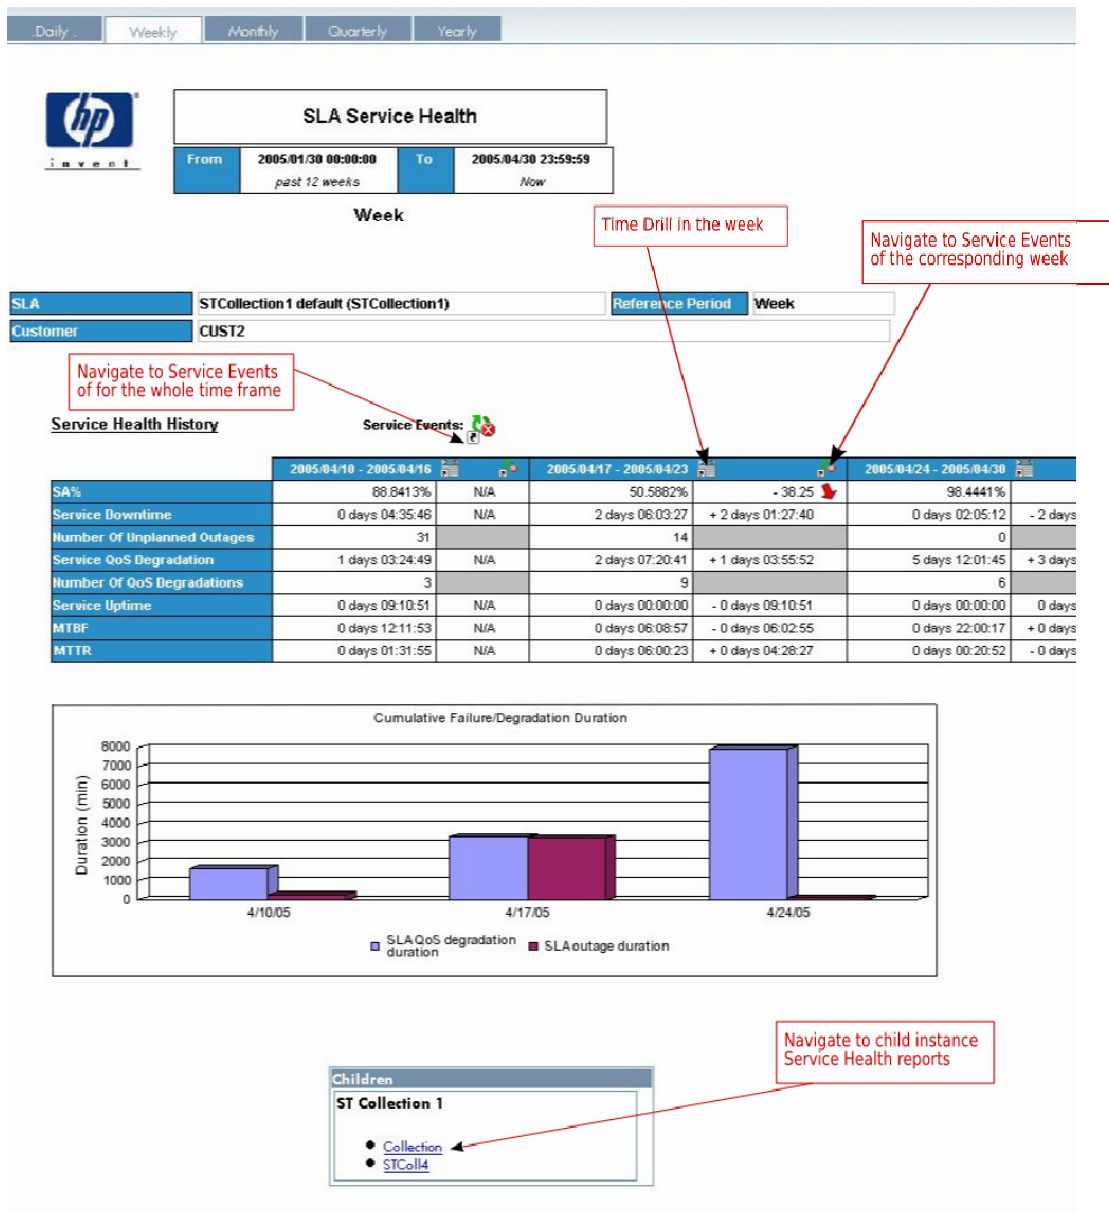 Daily Weekly Monthly Quarterly Yearly
hp
invent
SLA Service Health
From 2005/01/30 00:00:00 To 2005/04/30 23:59:59
past 12 weeks Now
Week
Time Drill in the week
Navigate to Service Events
of the corresponding week
SLA STCollection1 default (STCollection1) Reference Period Week
Customer CUST2
Navigate to Service Events
of for the whole time frame
Service Health History Service Events:
2005/04/10 - 2005/04/16 2005/04/17 - 2005/04/23 2005/04/24 - 2005/04/30
SA% 88.8413% N/A 50.5882% - 38.25 98.4441%
Service Downtime 0 days 04:35:46 N/A 2 days 06:03:27 + 2 days 01:27:40 0 days 02:05:12 - 2 days
Number Of Unplanned Outages 31 14 0
Service QoS Degradation 1 days 03:24:49 N/A 2 days 07:20:41 + 1 days 03:55:52 5 days 12:01:45 + 3 days
Number Of QoS Degradations 3 9 6
Service Uptime 0 days 09:10:51 N/A 0 days 00:00:00 - 0 days 09:10:51 0 days 00:00:00 0 days
MTBF 0 days 12:11:53 N/A 0 days 06:08:57 - 0 days 06:02:55 0 days 22:00:17 + 0 days
MTTR 0 days 01:31:55 N/A 0 days 06:00:23 + 0 days 04:28:27 0 days 00:20:52 - 0 days
Cumulative Failure/Degradation Duration
Duration (min)
8000
7000
6000
5000
4000
3000
2000
1000
0
4/10/05 4/17/05 4/24/05
SLA QoS degradation
duration
SLA outage duration
Navigate to child instance
Service Health reports
Children
ST Collection 1
Collection
STColl4